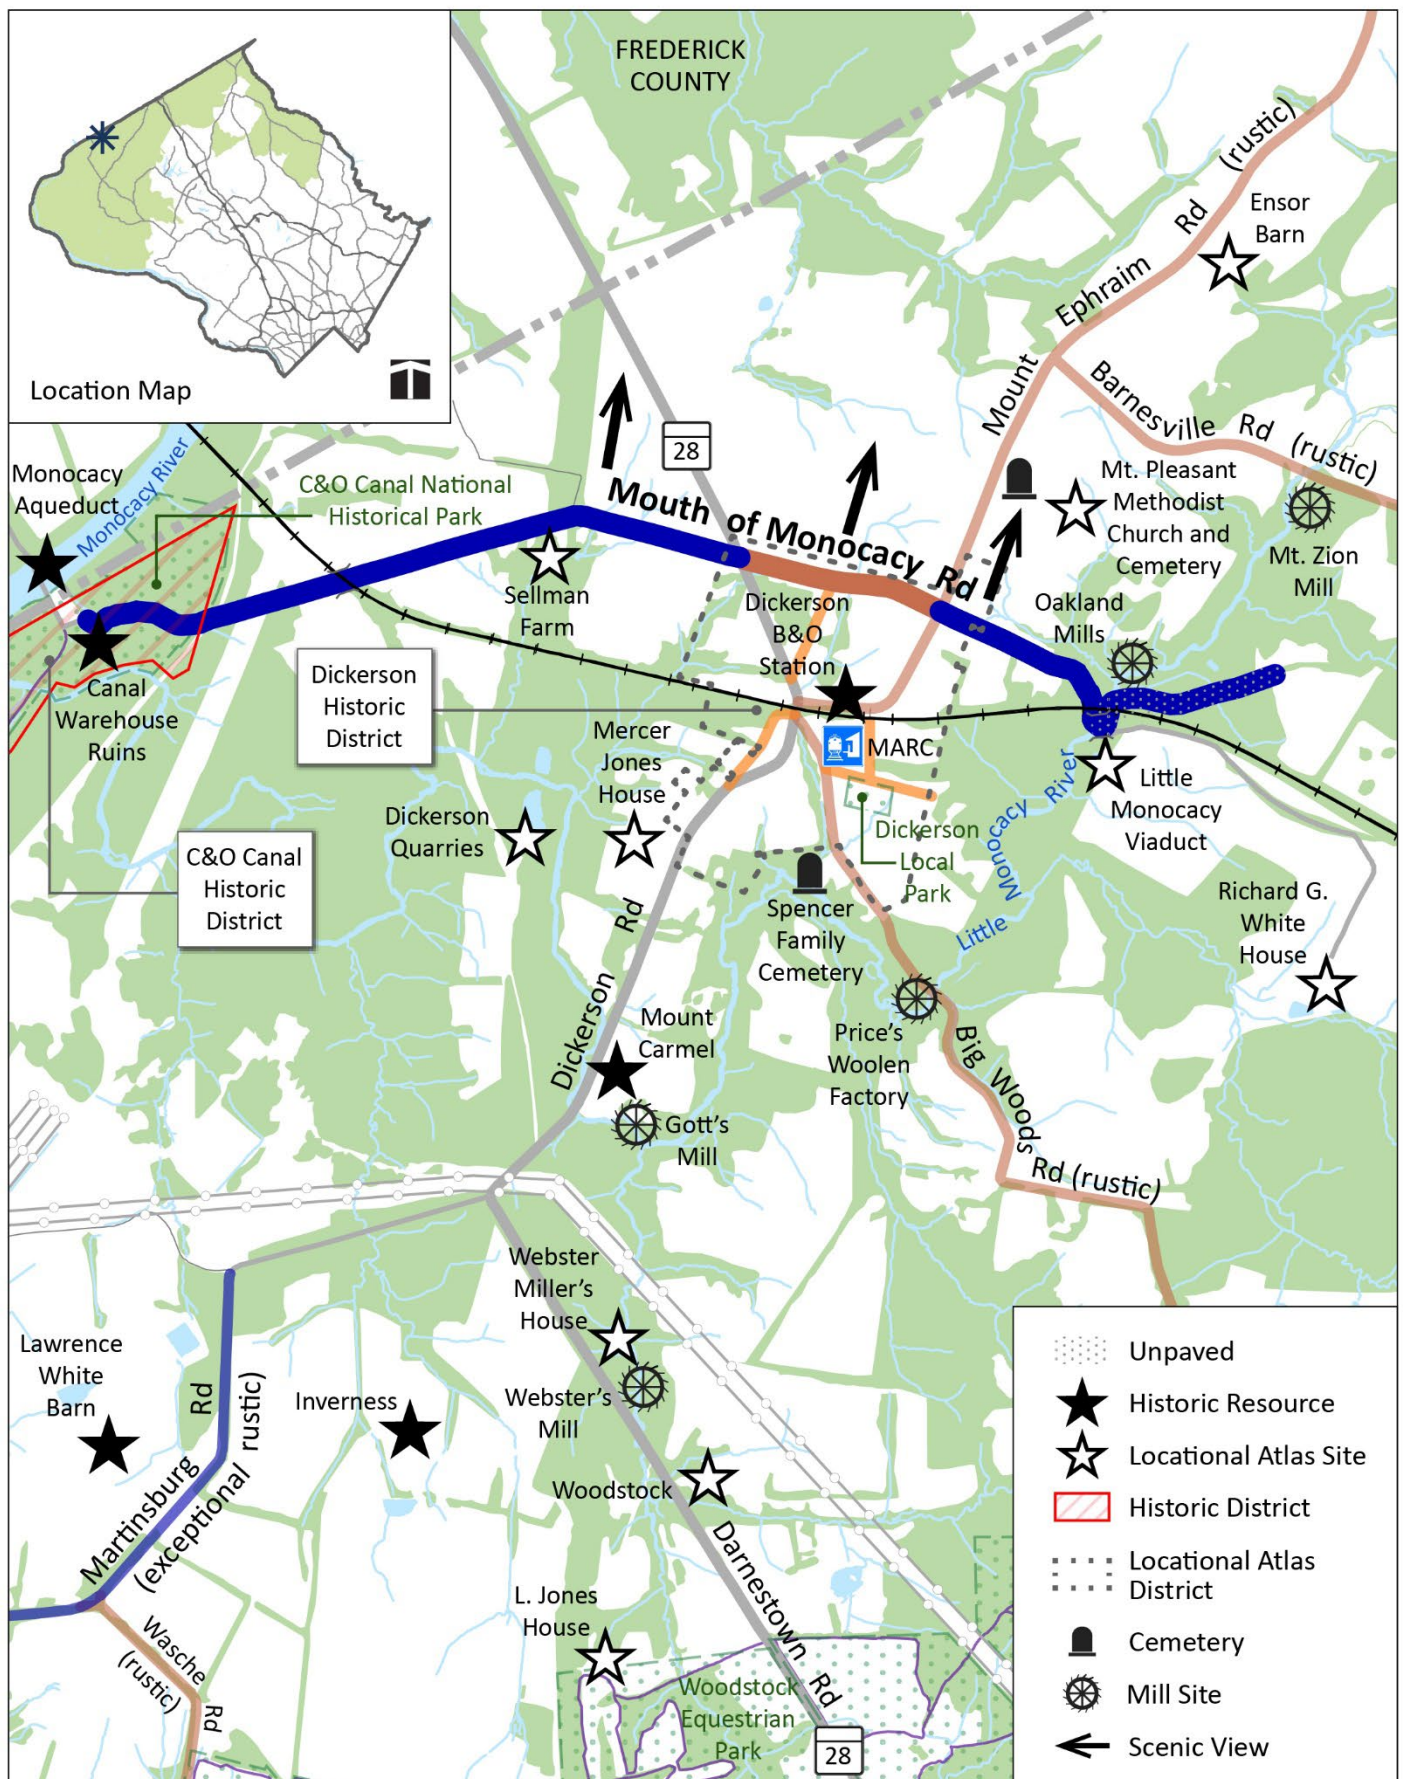 FREDERICK
COUNTY
Location Map
28
Mount Ephraim Rd (rustic)
Ensor
Barn
Barnesville Rd (rustic)
Monocacy
Aqueduct
Monocacy River
C&O Canal National
Historical Park
Mouth of Monocacy Rd
Mt. Pleasant
Methodist
Church and
Cemetery
Mt. Zion
Mill
Sellman
Farm
Dickerson
B&O
Station
Oakland
Mills
Canal
Warehouse
Ruins
Dickerson
Historic
District
Mercer
Jones
House
MARC
Little
Monocacy
Viaduct
Dickerson
Quarries
Dickerson
Local
Park
Little Monocacy River
C&O Canal
Historic
District
Richard G.
White
House
Spencer
Family
Cemetery
Dickerson Rd
Mount
Carmel
Price's
Woolen
Factory
Big Woods
Rd (rustic)
Gott's
Mill
Webster
Miller's
House
Lawrence
White
Barn
Martinsburg Rd
(exceptional rustic)
Inverness
Webster's
Mill
Woodstock
Darnestown Rd
L. Jones
House
Wasche Rd
(rustic)
Woodstock
Equestrian
Park
28
Unpaved
Historic Resource
Locational Atlas Site
Historic District
Locational Atlas
District
Cemetery
Mill Site
Scenic View